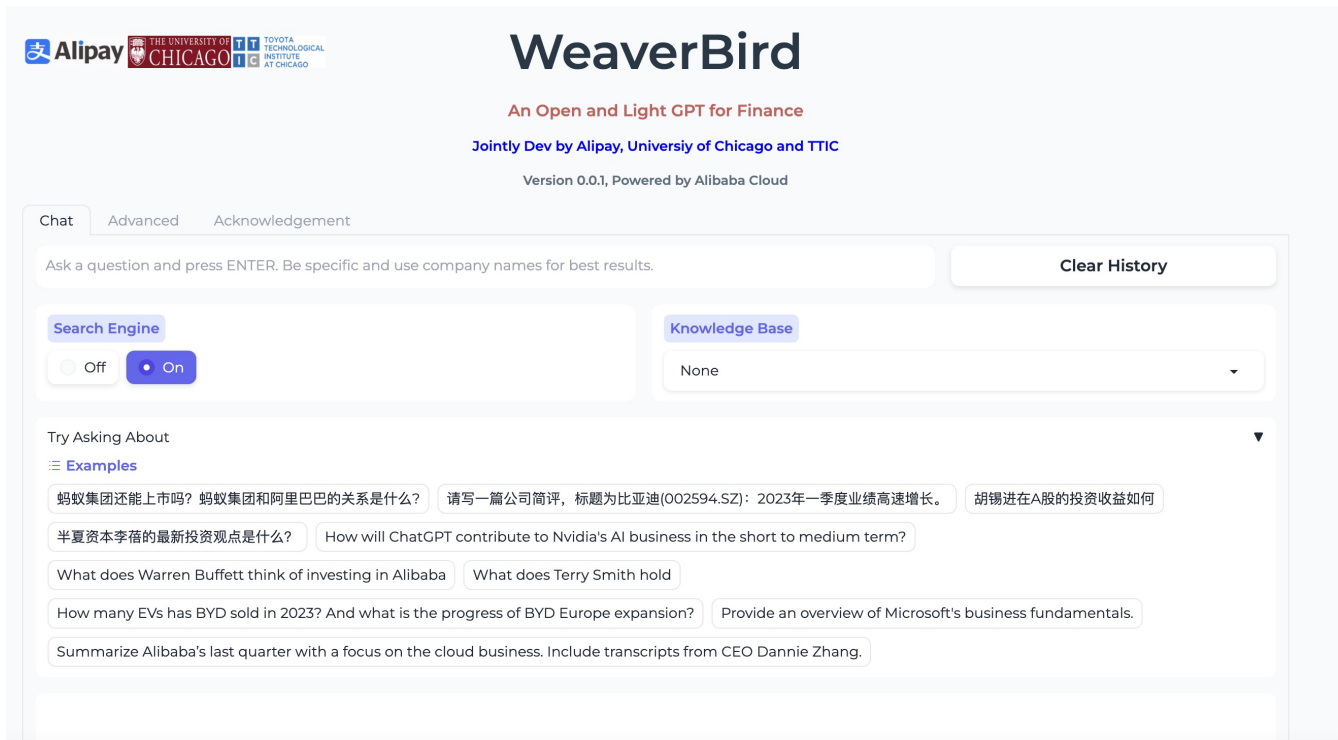 支 Alipay THE UNIVERSITY OF CHICAGO TTIC TOYOTA TECHNOLOGICAL INSTITUTE AT CHICAGO
WeaverBird
An Open and Light GPT for Finance
Jointly Dev by Alipay, Universiy of Chicago and TTIC
Version 0.0.1, Powered by Alibaba Cloud
Chat Advanced Acknowledgement
Ask a question and press ENTER. Be specific and use company names for best results. Clear History
Search Engine Knowledge Base
Off On None
Try Asking About ▼
Examples
蚂蚁集团还能上市吗？蚂蚁集团和阿里巴巴的关系是什么？ 请写一篇公司简评，标题为比亚迪(002594.SZ)：2023年一季度业绩高速增长。 胡锡进在A股的投资收益如何
半夏资本李蓓的最新投资观点是什么？ How will ChatGPT contribute to Nvidia's AI business in the short to medium term?
What does Warren Buffett think of investing in Alibaba What does Terry Smith hold
How many EVs has BYD sold in 2023? And what is the progress of BYD Europe expansion? Provide an overview of Microsoft's business fundamentals.
Summarize Alibaba’s last quarter with a focus on the cloud business. Include transcripts from CEO Dannie Zhang.